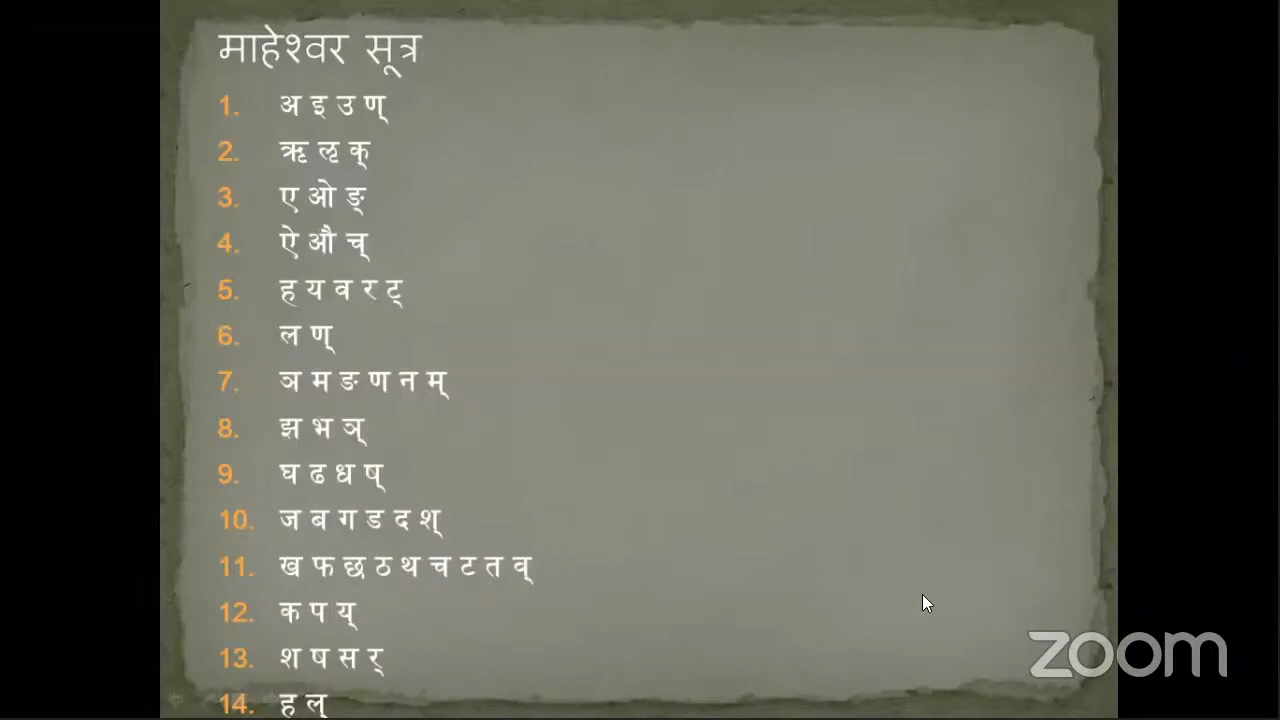 माहेश्वर सूत्र
1. अ इ उ ण्
2. ऋ ऌ क्
3. ए ओ ङ्
4. ऐ औ च्
5. ह य व र ट्
6. ल ण्
7. ञ म ङ ण न म्
8. झ भ ञ्
9. घ ढ ध ष्
10. ज ब ग ड द श्
11. ख फ छ ठ थ च ट त व्
12. क प य्
13. श ष स र्
14. ह ल्
zoom